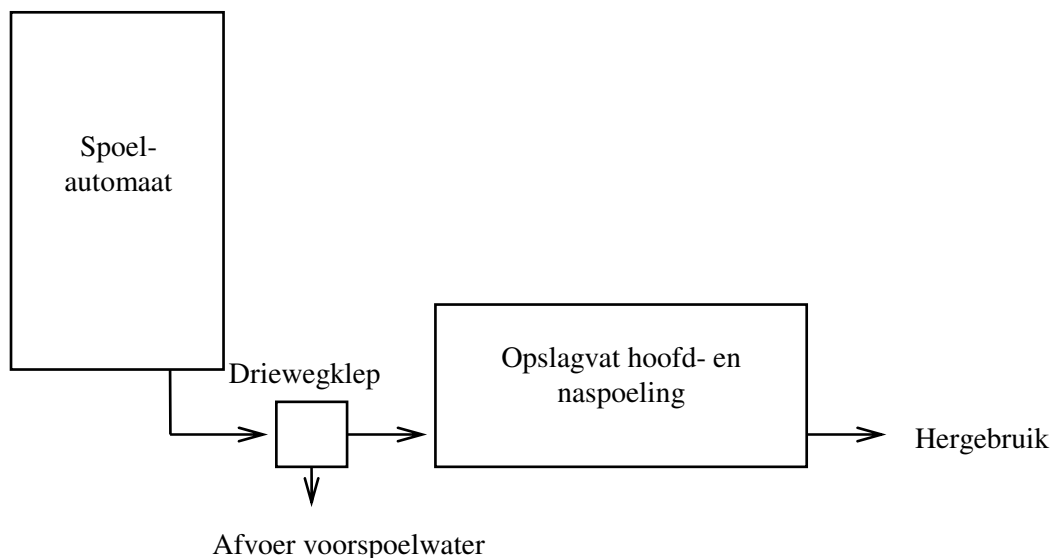 Spoel-
automaat
Driewegklep
Opslagvat hoofd- en
naspoeling
Hergebruik
Afvoer voorspoelwater